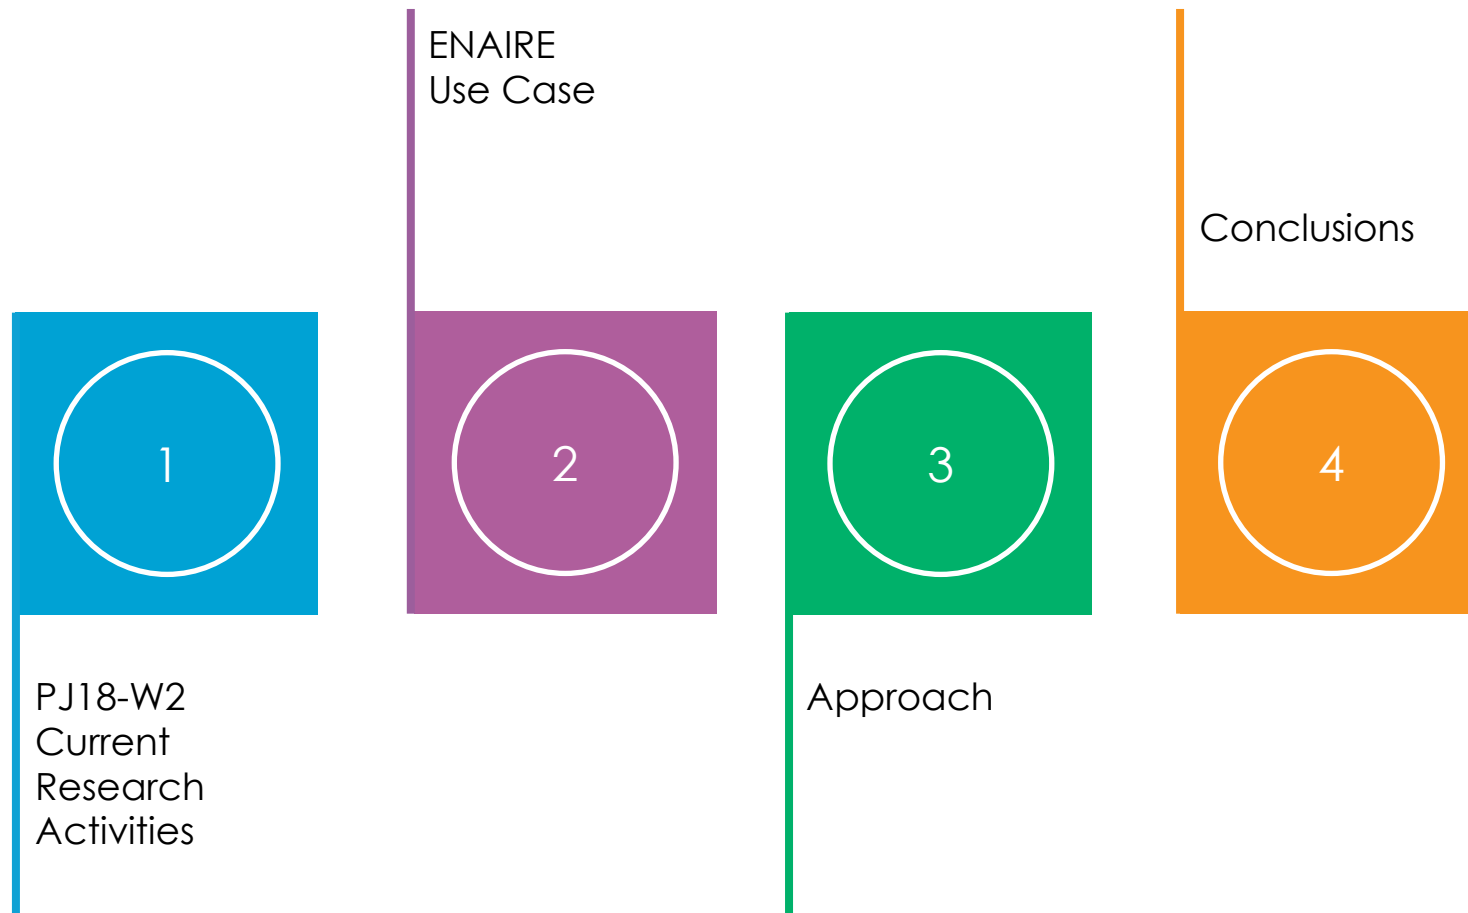 1
PJ18-W2
Current
Research
Activities
ENAIRE
Use Case
2
3
Approach
Conclusions
4